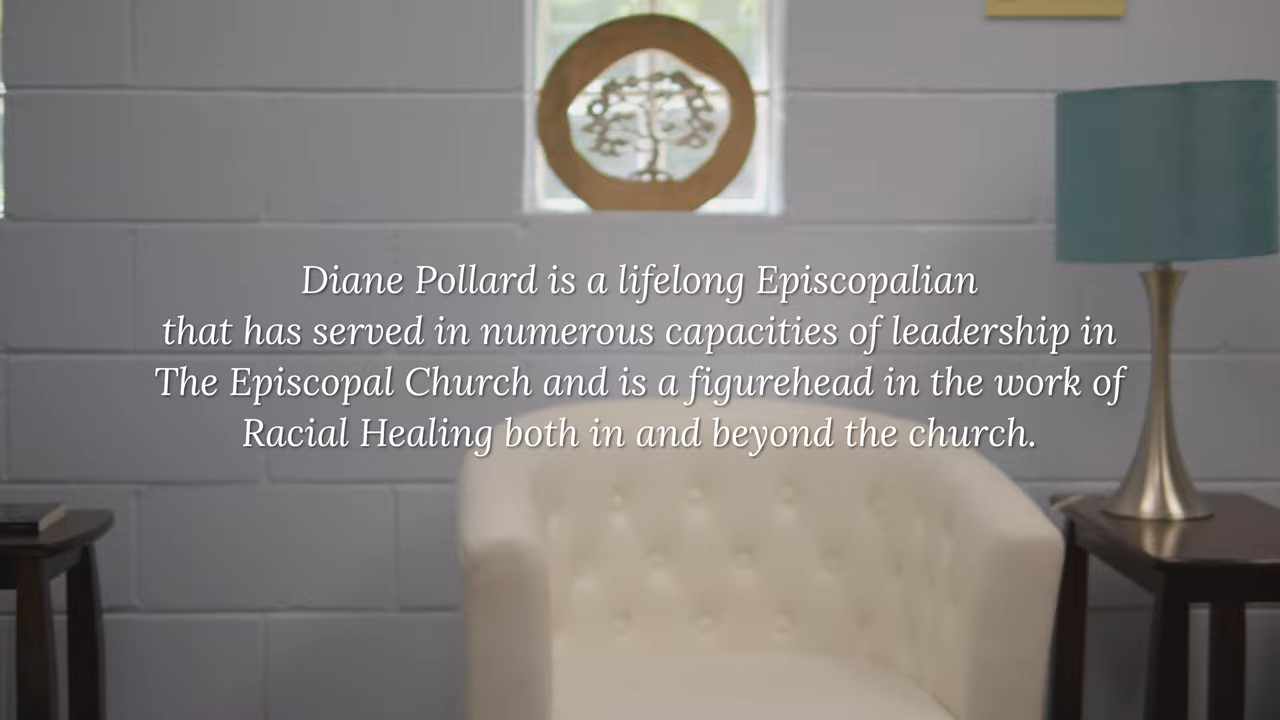 Diane Pollard is a lifelong Episcopalian
that has served in numerous capacities of leadership in
The Episcopal Church and is a figurehead in the work of
Racial Healing both in and beyond the church.